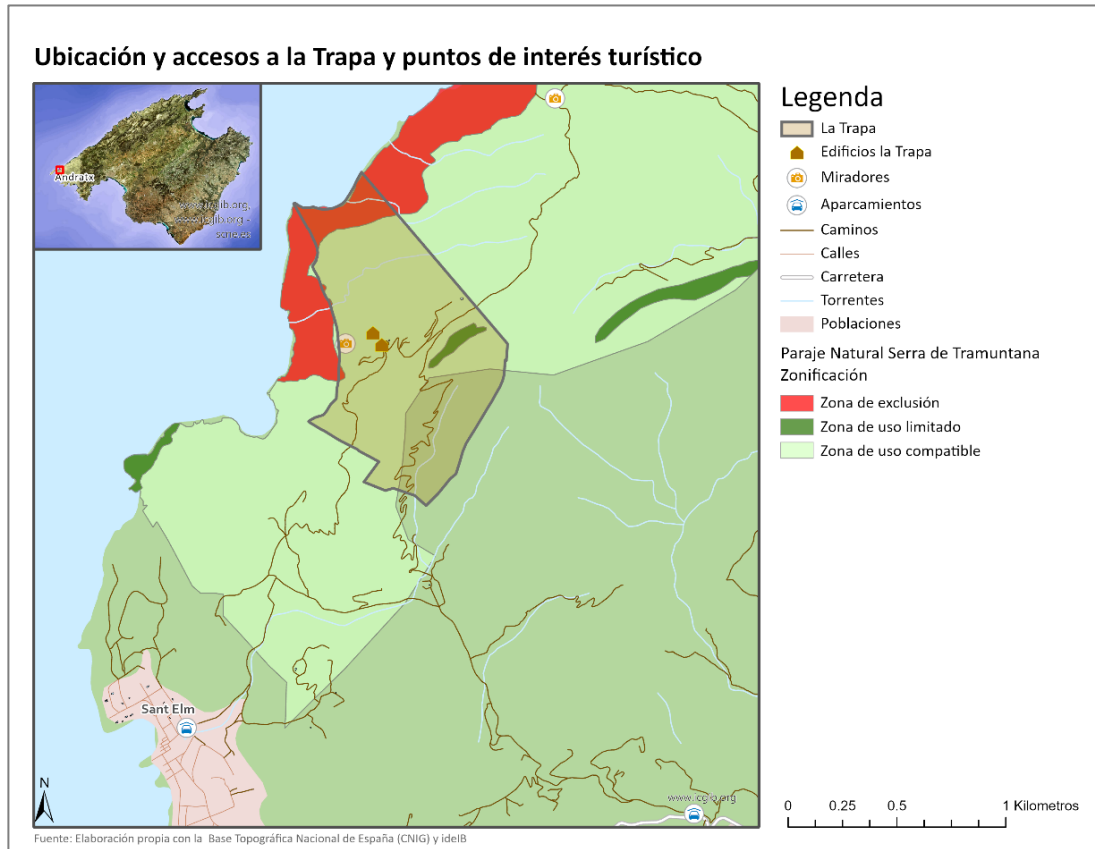 Ubicación y accesos a la Trapa y puntos de interés turístico
Andratx
Sant Elm
N
Legenda
La Trapa
Edificios la Trapa
Miradores
Aparcamientos
Caminos
Calles
Carretera
Torrentes
Poblaciones
Paraje Natural Serra de Tramuntana
Zonificación
Zona de exclusión
Zona de uso limitado
Zona de uso compatible
0 0.25 0.5 1 Kilometros
Fuente: Elaboración propia con la Base Topográfica Nacional de España (CNIG) y ideIB